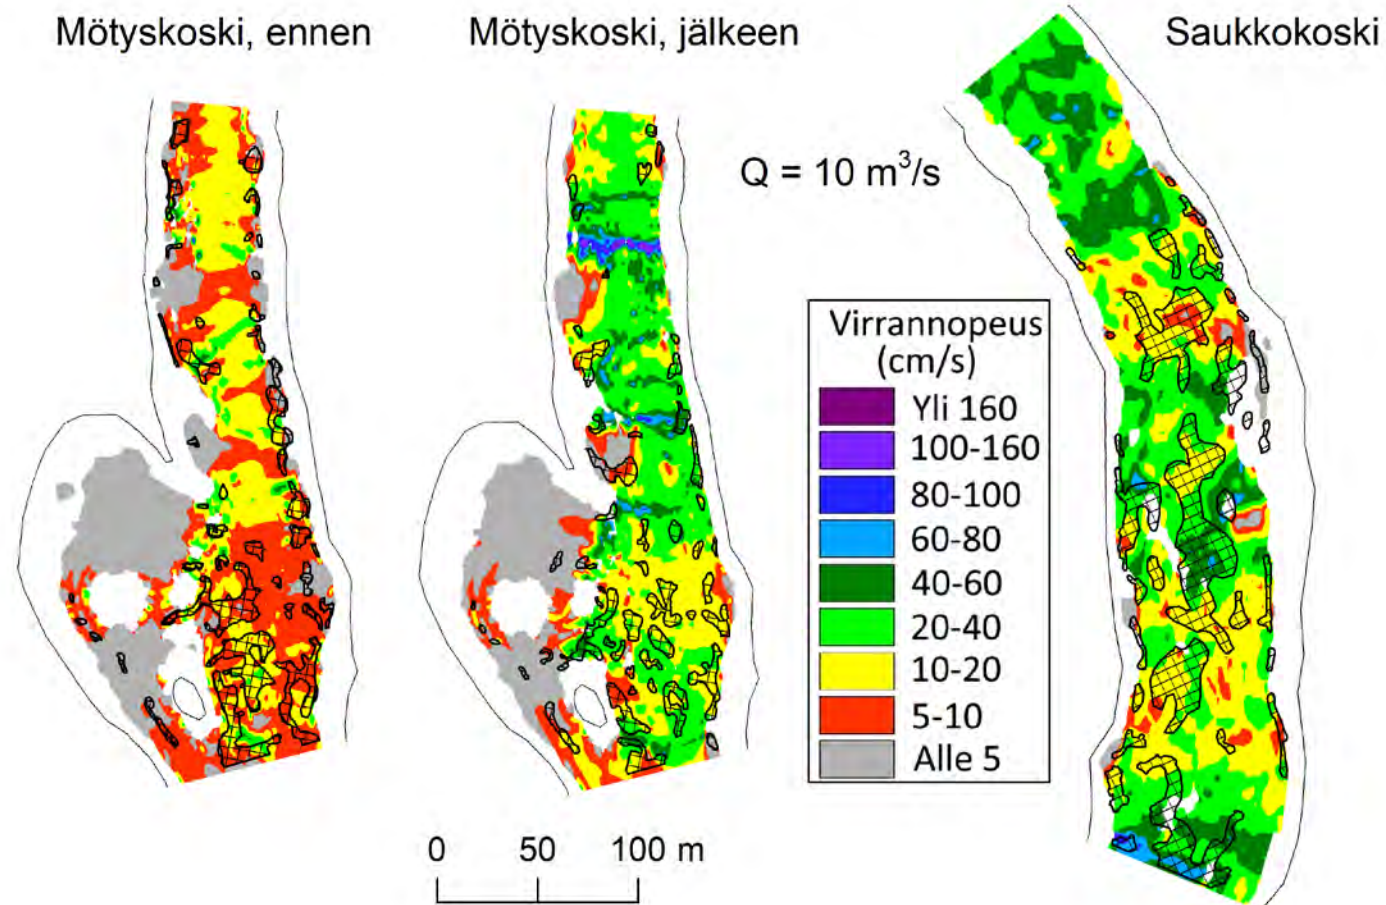 Mötyskoski, ennen
Mötyskoski, jälkeen
Saukkokoski
Q = 10 m³/s
Virrannopeus
(cm/s)
Yli 160
100-160
80-100
60-80
40-60
20-40
10-20
5-10
Alle 5
0 50 100 m